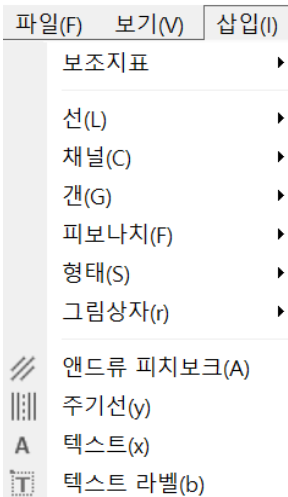 파일(F) 보기(V) 삽입(I)
보조지표
선(L)
채널(C)
갠(G)
피보나치(F)
형태(S)
그림상자(r)
앤드류 피치보크(A)
주기선(y)
A 텍스트(x)
T 텍스트 라벨(b)